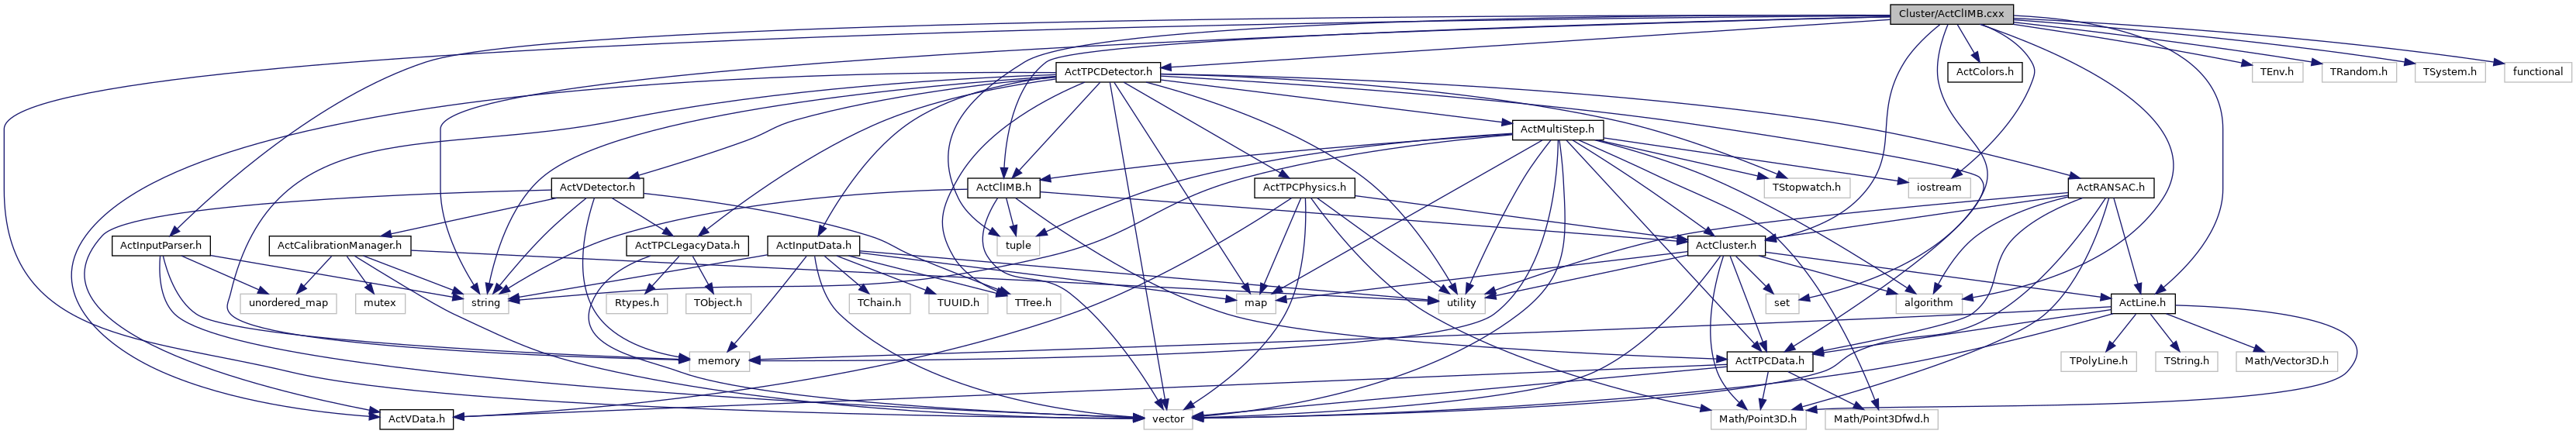 Cluster/ActClIMB.cxx
ActTPCDetector.h
ActColors.h
TEnv.h
TRandom.h
TSystem.h
functional
ActMultiStep.h
ActVDetector.h
ActClIMB.h
ActTPCPhysics.h
TStopwatch.h
iostream
ActRANSAC.h
ActInputParser.h
ActCalibrationManager.h
ActTPCLegacyData.h
ActInputData.h
tuple
ActCluster.h
unordered_map
mutex
string
Rtypes.h
TObject.h
TChain.h
TUUID.h
TTree.h
map
utility
set
algorithm
ActLine.h
memory
ActTPCData.h
TPolyLine.h
TString.h
Math/Vector3D.h
ActVData.h
vector
Math/Point3D.h
Math/Point3Dfwd.h